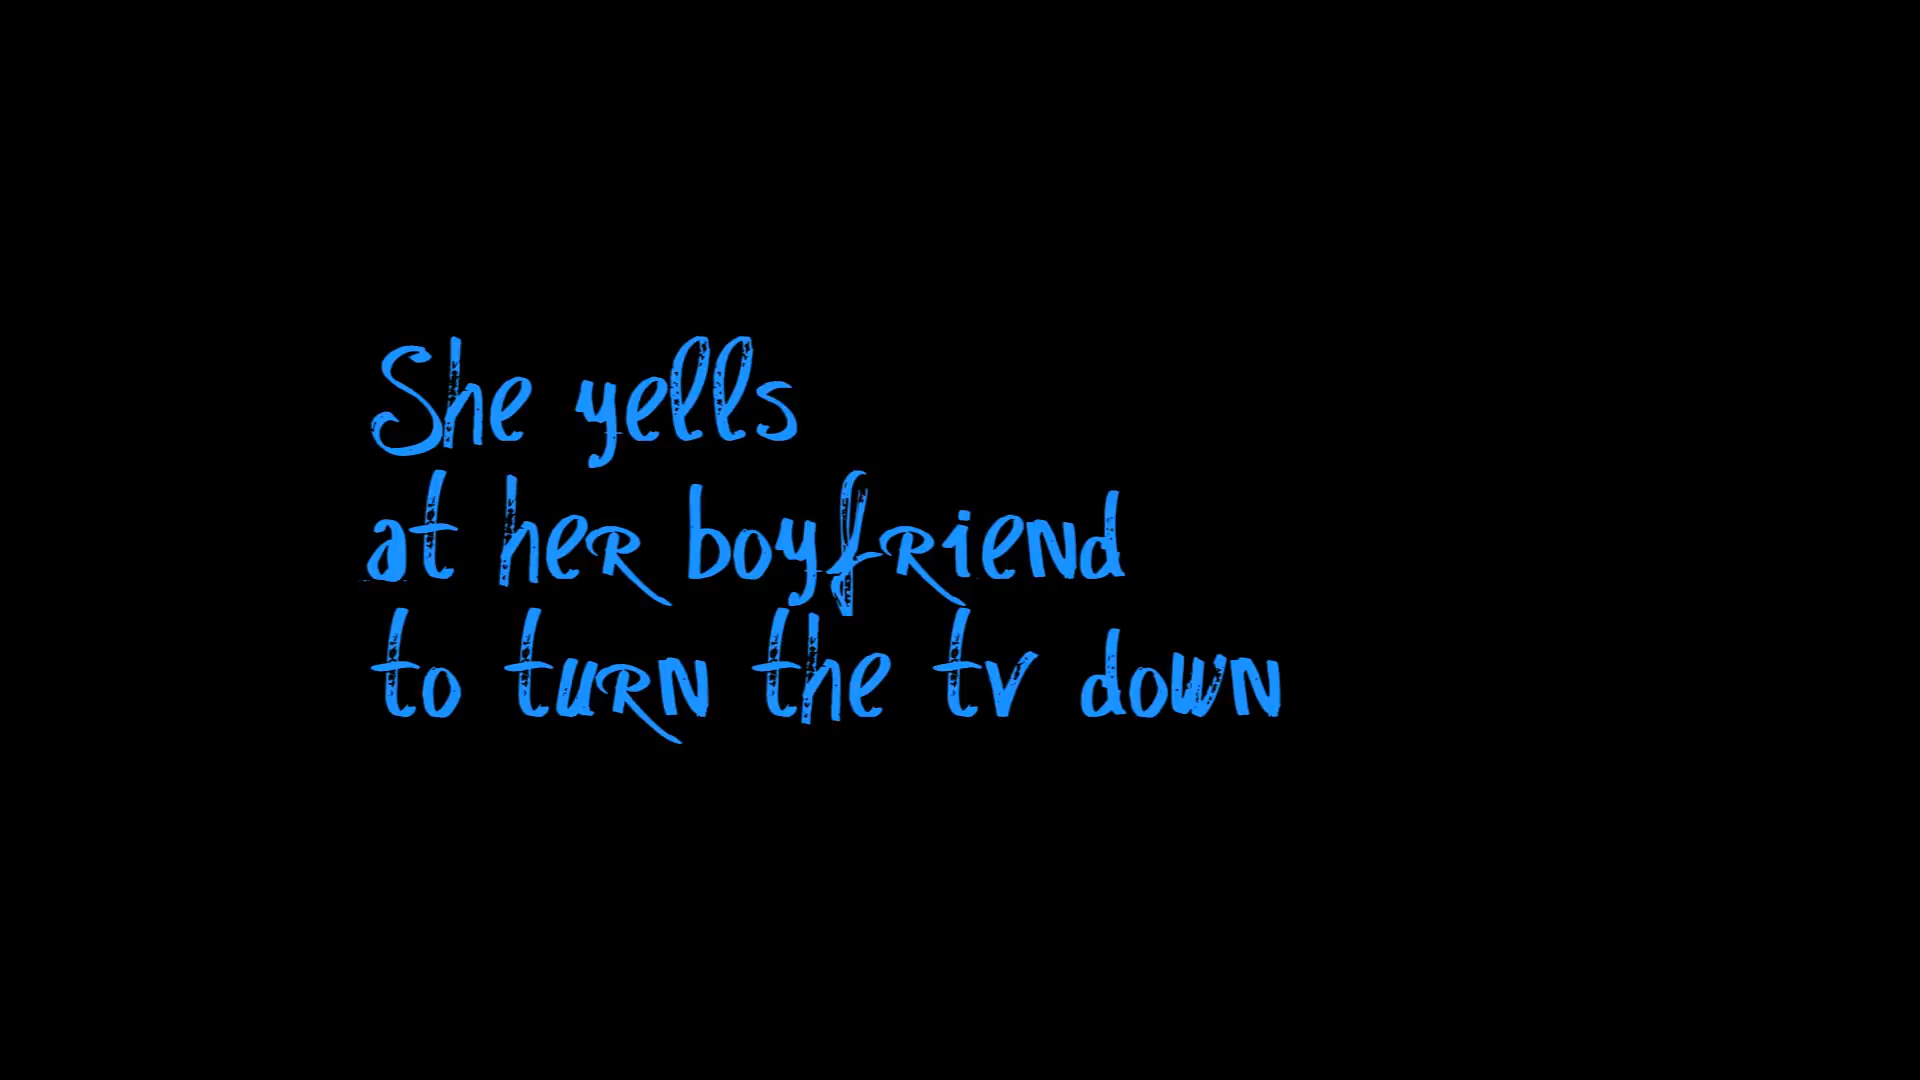 She yells
at her boyfriend
to turn the tv down